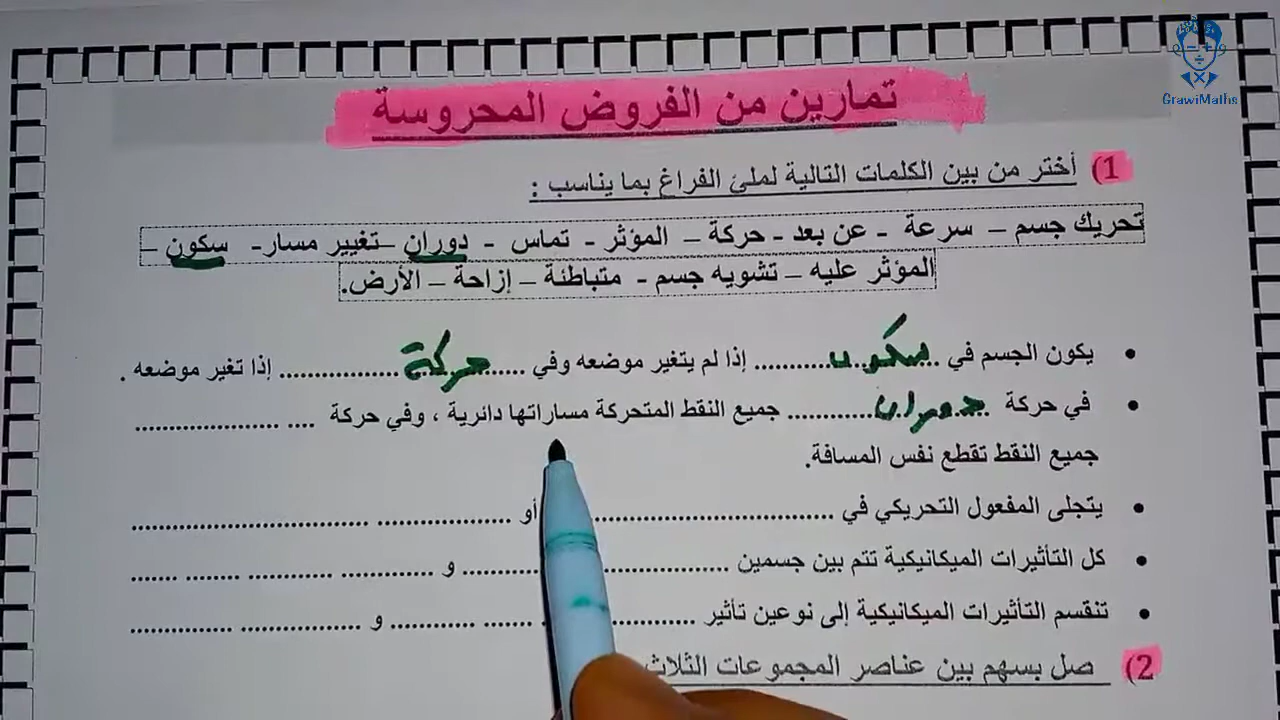 GrawiMaths
تمارين من الفروض المحروسة
1) أختر من بين الكلمات التالية لملئ الفراغ بما يناسب :
تحريك جسم – سرعة - عن بعد - حركة – المؤثر - تماس - دوران –تغيير مسار- سكون –
المؤثر عليه – تشويه جسم - متباطئة – إزاحة – الأرض.
• يكون الجسم في ..سكون............ إذا لم يتغير موضعه وفي .....حركة................ إذا تغير موضعه .
• في حركة ..دوران............ جميع النقط المتحركة مساراتها دائرية ، وفي حركة .... ....................
جميع النقط تقطع نفس المسافة.
• يتجلى المفعول التحريكي في .................................. أو ................... ...................................
• كل التأثيرات الميكانيكية تتم بين جسمين .................... و ............. ............ ........ .......
• تنقسم التأثيرات الميكانيكية إلى نوعين تأثير .................... ....... ............ و .................. ...............
2) صل بسهم بين عناصر المجموعات الثلاث